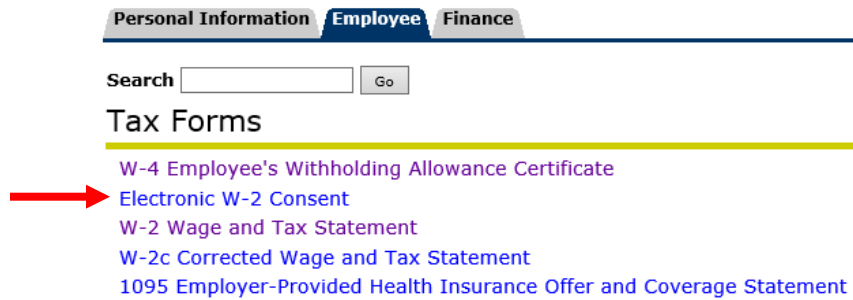 Personal Information Employee Finance
Search Go
Tax Forms
W-4 Employee's Withholding Allowance Certificate
Electronic W-2 Consent
W-2 Wage and Tax Statement
W-2c Corrected Wage and Tax Statement
1095 Employer-Provided Health Insurance Offer and Coverage Statement